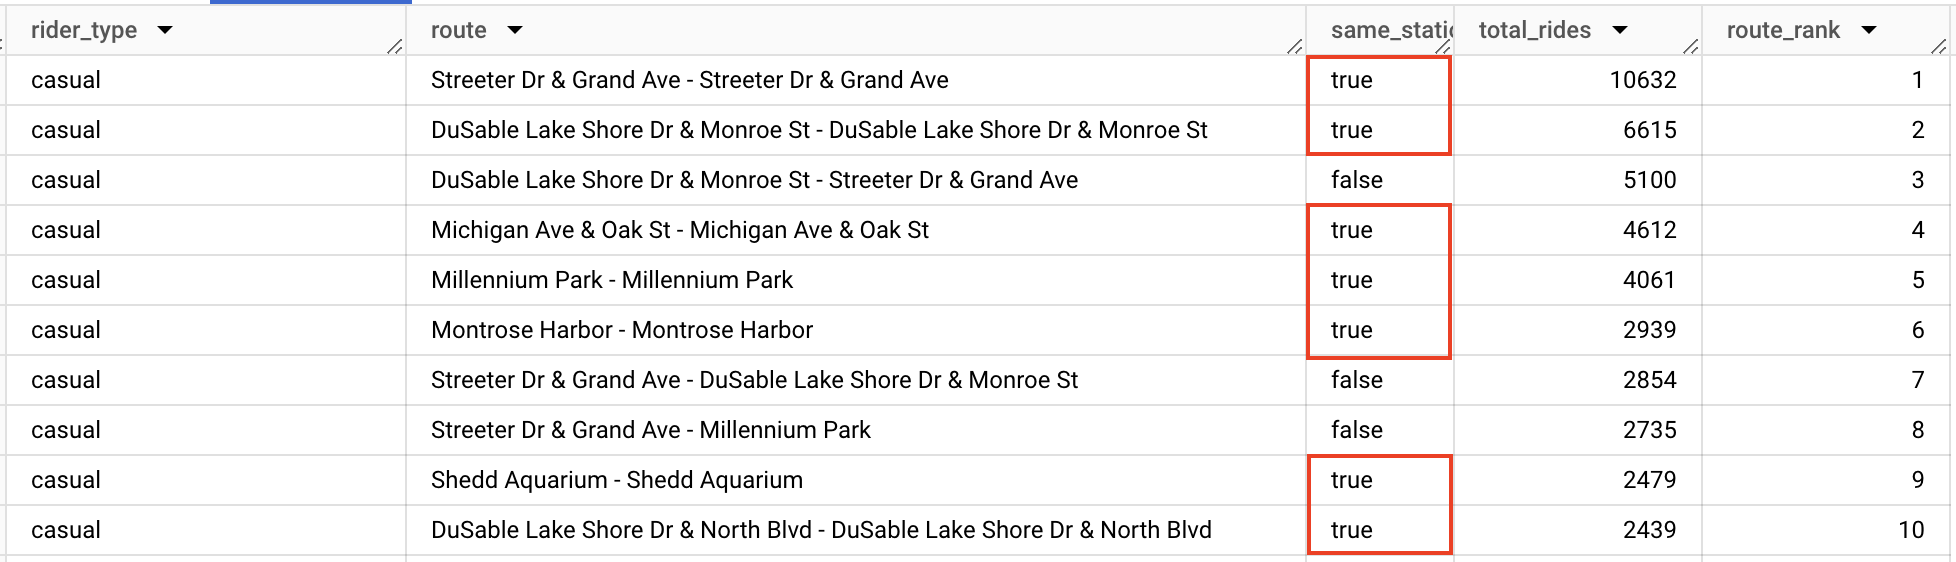 rider_type route same_static total_rides route_rank
casual Streeter Dr & Grand Ave - Streeter Dr & Grand Ave true 10632 1
casual DuSable Lake Shore Dr & Monroe St - DuSable Lake Shore Dr & Monroe St true 6615 2
casual DuSable Lake Shore Dr & Monroe St - Streeter Dr & Grand Ave false 5100 3
casual Michigan Ave & Oak St - Michigan Ave & Oak St true 4612 4
casual Millennium Park - Millennium Park true 4061 5
casual Montrose Harbor - Montrose Harbor true 2939 6
casual Streeter Dr & Grand Ave - DuSable Lake Shore Dr & Monroe St false 2854 7
casual Streeter Dr & Grand Ave - Millennium Park false 2735 8
casual Shedd Aquarium - Shedd Aquarium true 2479 9
casual DuSable Lake Shore Dr & North Blvd - DuSable Lake Shore Dr & North Blvd true 2439 10